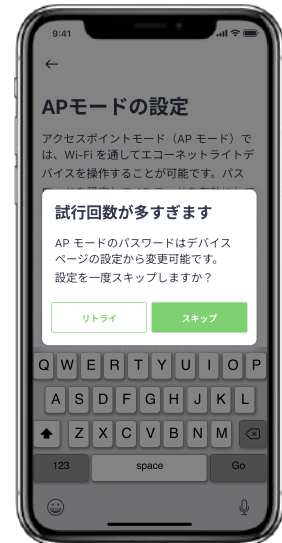 9:41
APモードの設定
アクセスポイントモード（AP モード）で
は、Wi-Fi を通してエコーネットライトデ
バイスを操作することが可能です。パス
試行回数が多すぎます
AP モードのパスワードはデバイス
ページの設定から変更可能です。
設定を一度スキップしますか？
リトライ
スキップ
Q W E R T Y U I O P
A S D F G H J K L
Z X C V B N M
123 space Go